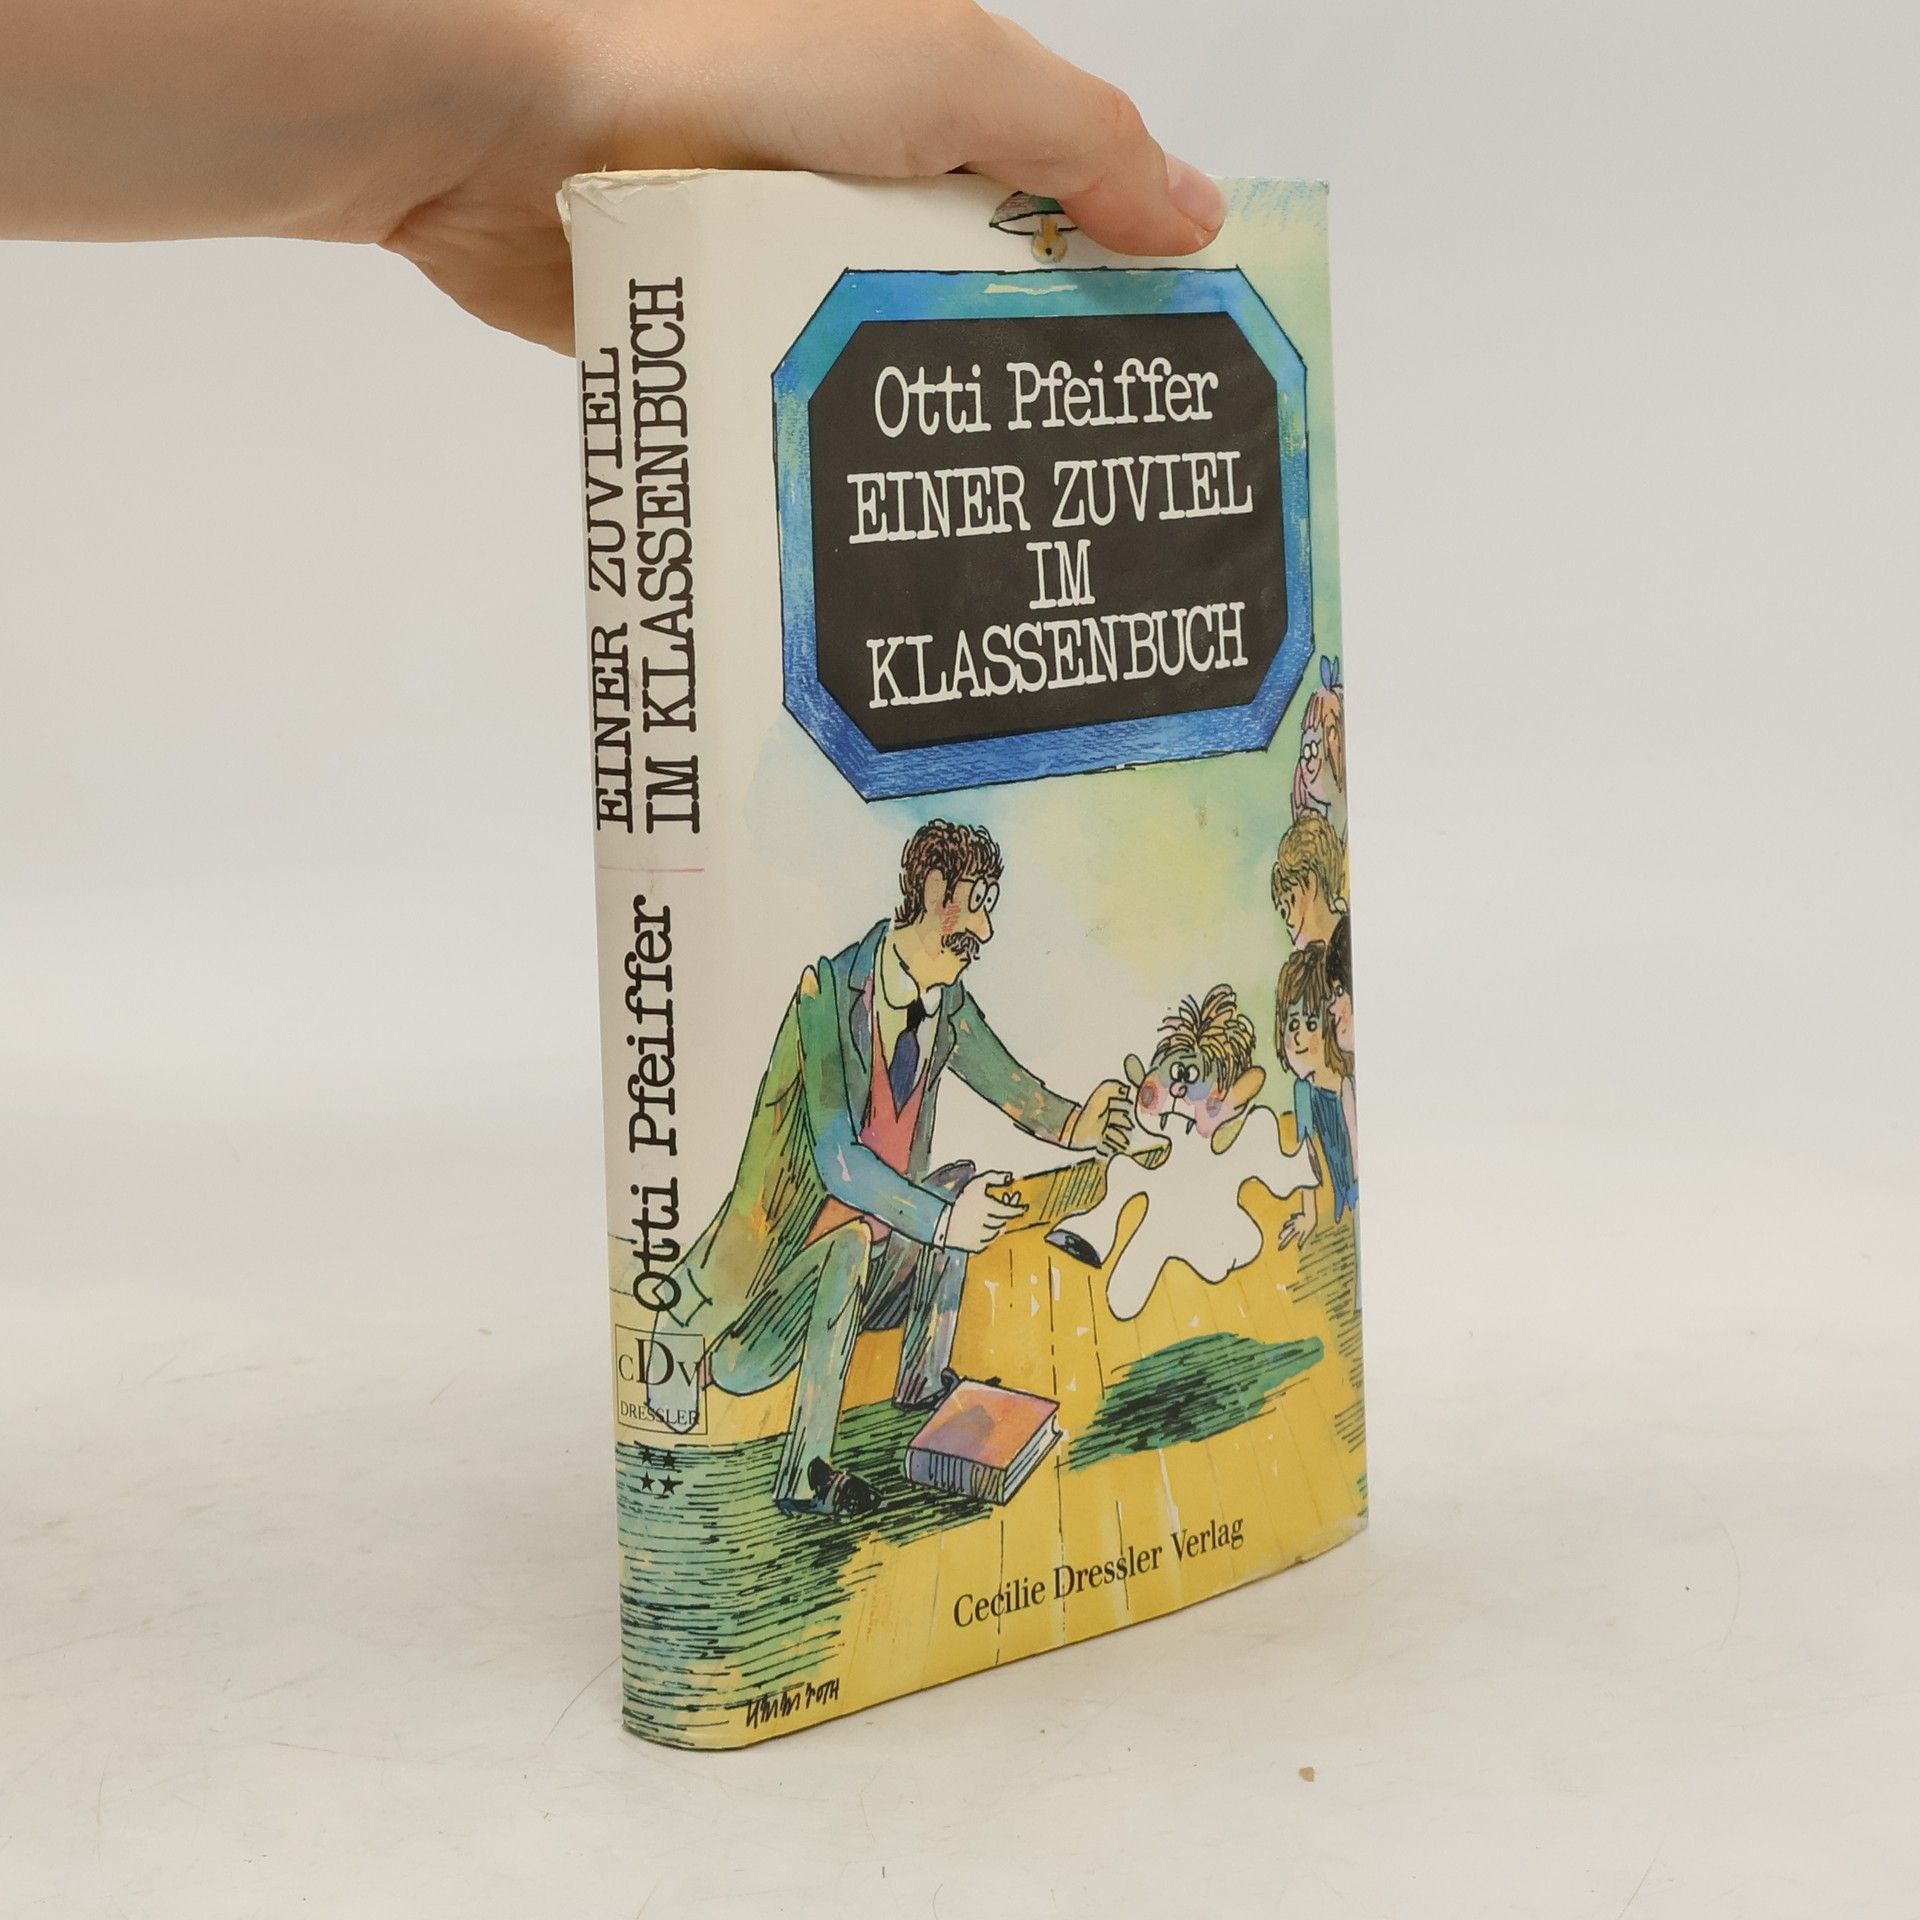 EINER ZUVIEL
IM KLASSENBUCH
Otti Pfeiffer
CDV
DRESSLER
Otti Pfeiffer
EINER ZUVIEL
IM
KLASSENBUCH
Cecilie Dressler Verlag